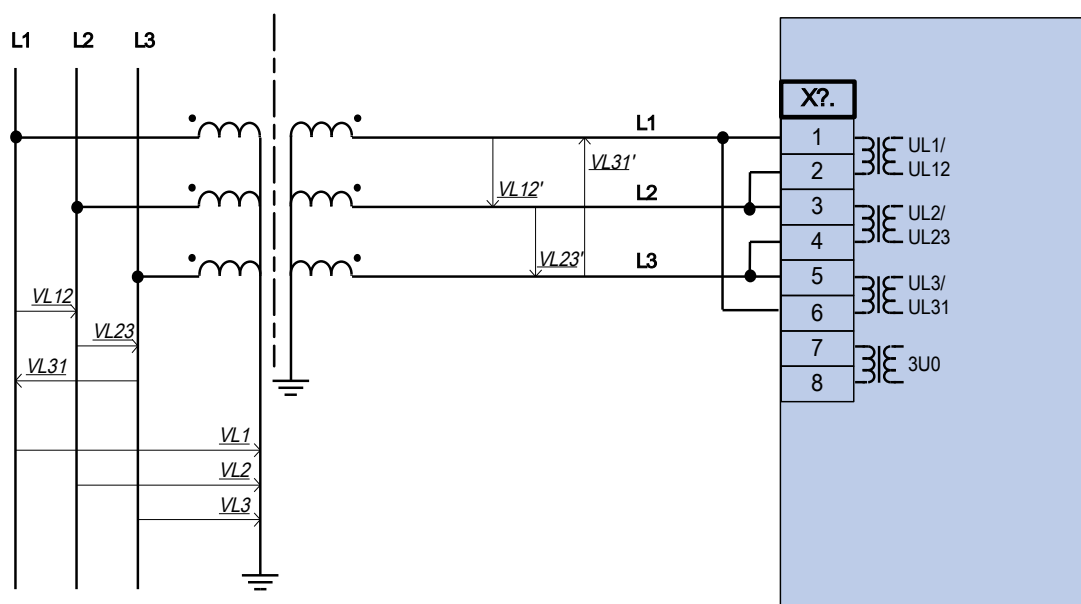 L1 L2 L3
X?.
L1
1
UL1/
UL12
VL31'
2
VL12'
L2
3
UL2/
UL23
4
VL23'
L3
5
UL3/
UL31
VL12
6
VL23
7
3U0
VL31
8
VL1
VL2
VL3